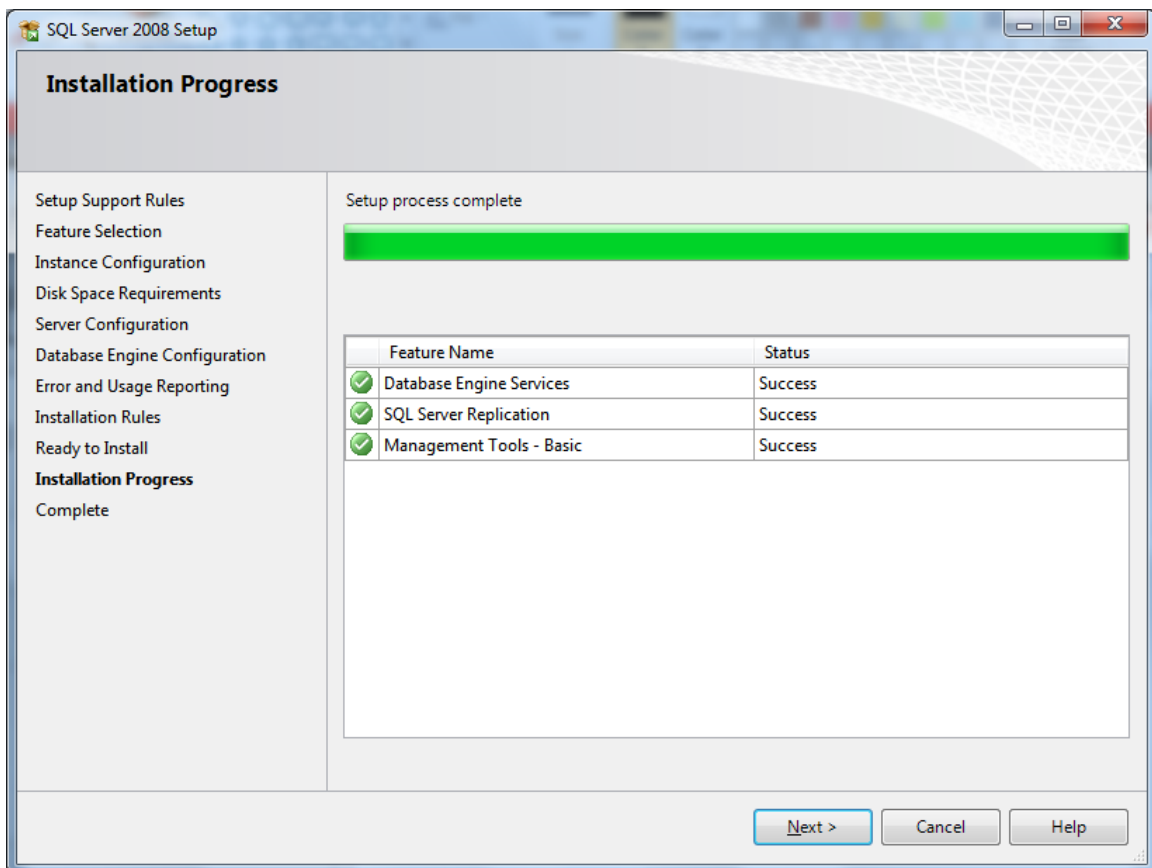 SQL Server 2008 Setup
Installation Progress
Setup Support Rules
Feature Selection
Instance Configuration
Disk Space Requirements
Server Configuration
Database Engine Configuration
Error and Usage Reporting
Installation Rules
Ready to Install
Installation Progress
Complete
Setup process complete
Feature Name Status
Database Engine Services Success
SQL Server Replication Success
Management Tools - Basic Success
Next > Cancel Help